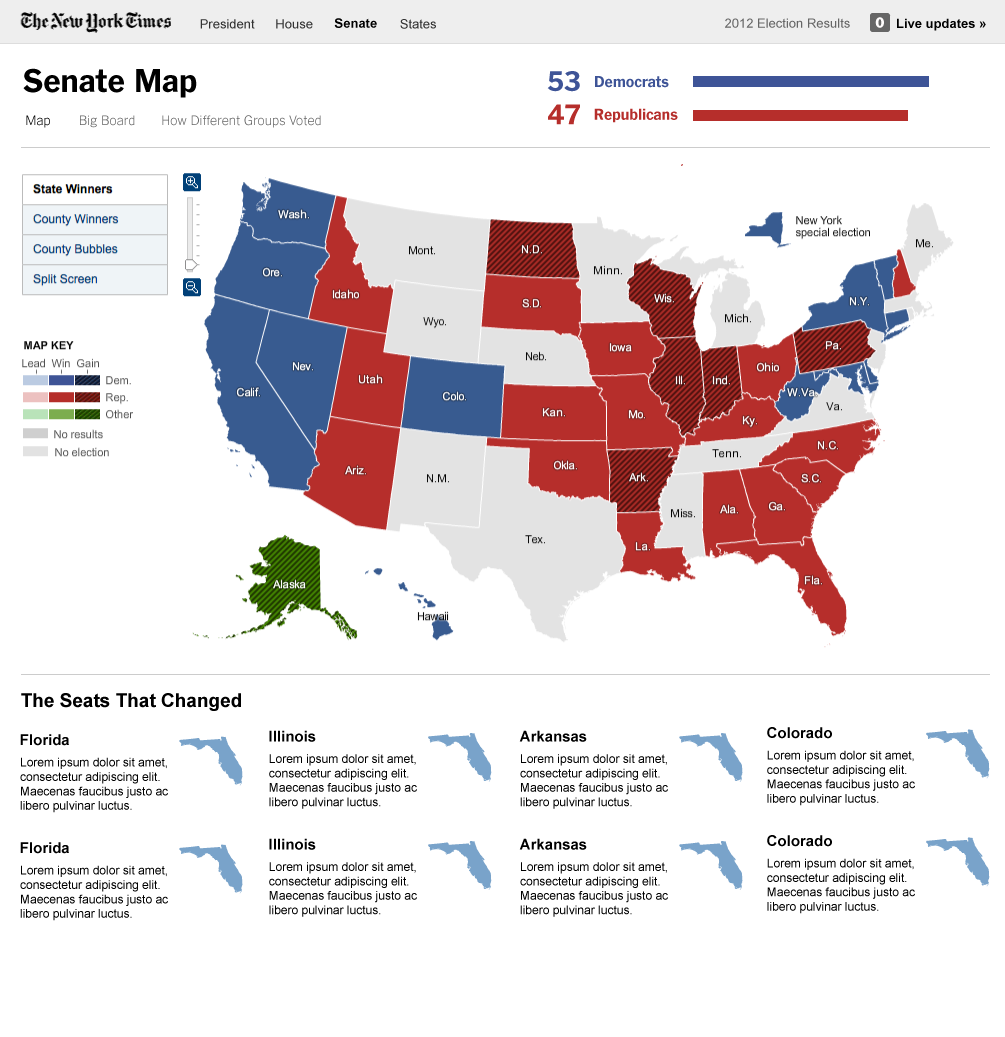 The New York Times
President House Senate States
2012 Election Results 0 Live updates »
Senate Map
53 Democrats
47 Republicans
Map Big Board How Different Groups Voted
State Winners
County Winners
County Bubbles
Split Screen
MAP KEY
Lead Win Gain
Dem.
Rep.
Other
No results
No election
New York
special election
Wash.
Ore.
Idaho
Mont.
N.D.
Minn.
S.D.
Wis.
Mich.
N.Y.
Me.
Wyo.
Neb.
Iowa
Calif.
Nev.
Utah
Colo.
Kan.
Mo.
Ill.
Ind.
Ohio
Pa.
W.Va.
Va.
Ky.
Ariz.
N.M.
Okla.
Ark.
Tenn.
N.C.
S.C.
Tex.
La.
Miss.
Ala.
Ga.
Fla.
Alaska
Hawaii
The Seats That Changed
Florida
Lorem ipsum dolor sit amet,
consectetur adipiscing elit.
Maecenas faucibus justo ac
libero pulvinar luctus.
Illinois
Lorem ipsum dolor sit amet,
consectetur adipiscing elit.
Maecenas faucibus justo ac
libero pulvinar luctus.
Arkansas
Lorem ipsum dolor sit amet,
consectetur adipiscing elit.
Maecenas faucibus justo ac
libero pulvinar luctus.
Colorado
Lorem ipsum dolor sit amet,
consectetur adipiscing elit.
Maecenas faucibus justo ac
libero pulvinar luctus.
Florida
Lorem ipsum dolor sit amet,
consectetur adipiscing elit.
Maecenas faucibus justo ac
libero pulvinar luctus.
Illinois
Lorem ipsum dolor sit amet,
consectetur adipiscing elit.
Maecenas faucibus justo ac
libero pulvinar luctus.
Arkansas
Lorem ipsum dolor sit amet,
consectetur adipiscing elit.
Maecenas faucibus justo ac
libero pulvinar luctus.
Colorado
Lorem ipsum dolor sit amet,
consectetur adipiscing elit.
Maecenas faucibus justo ac
libero pulvinar luctus.